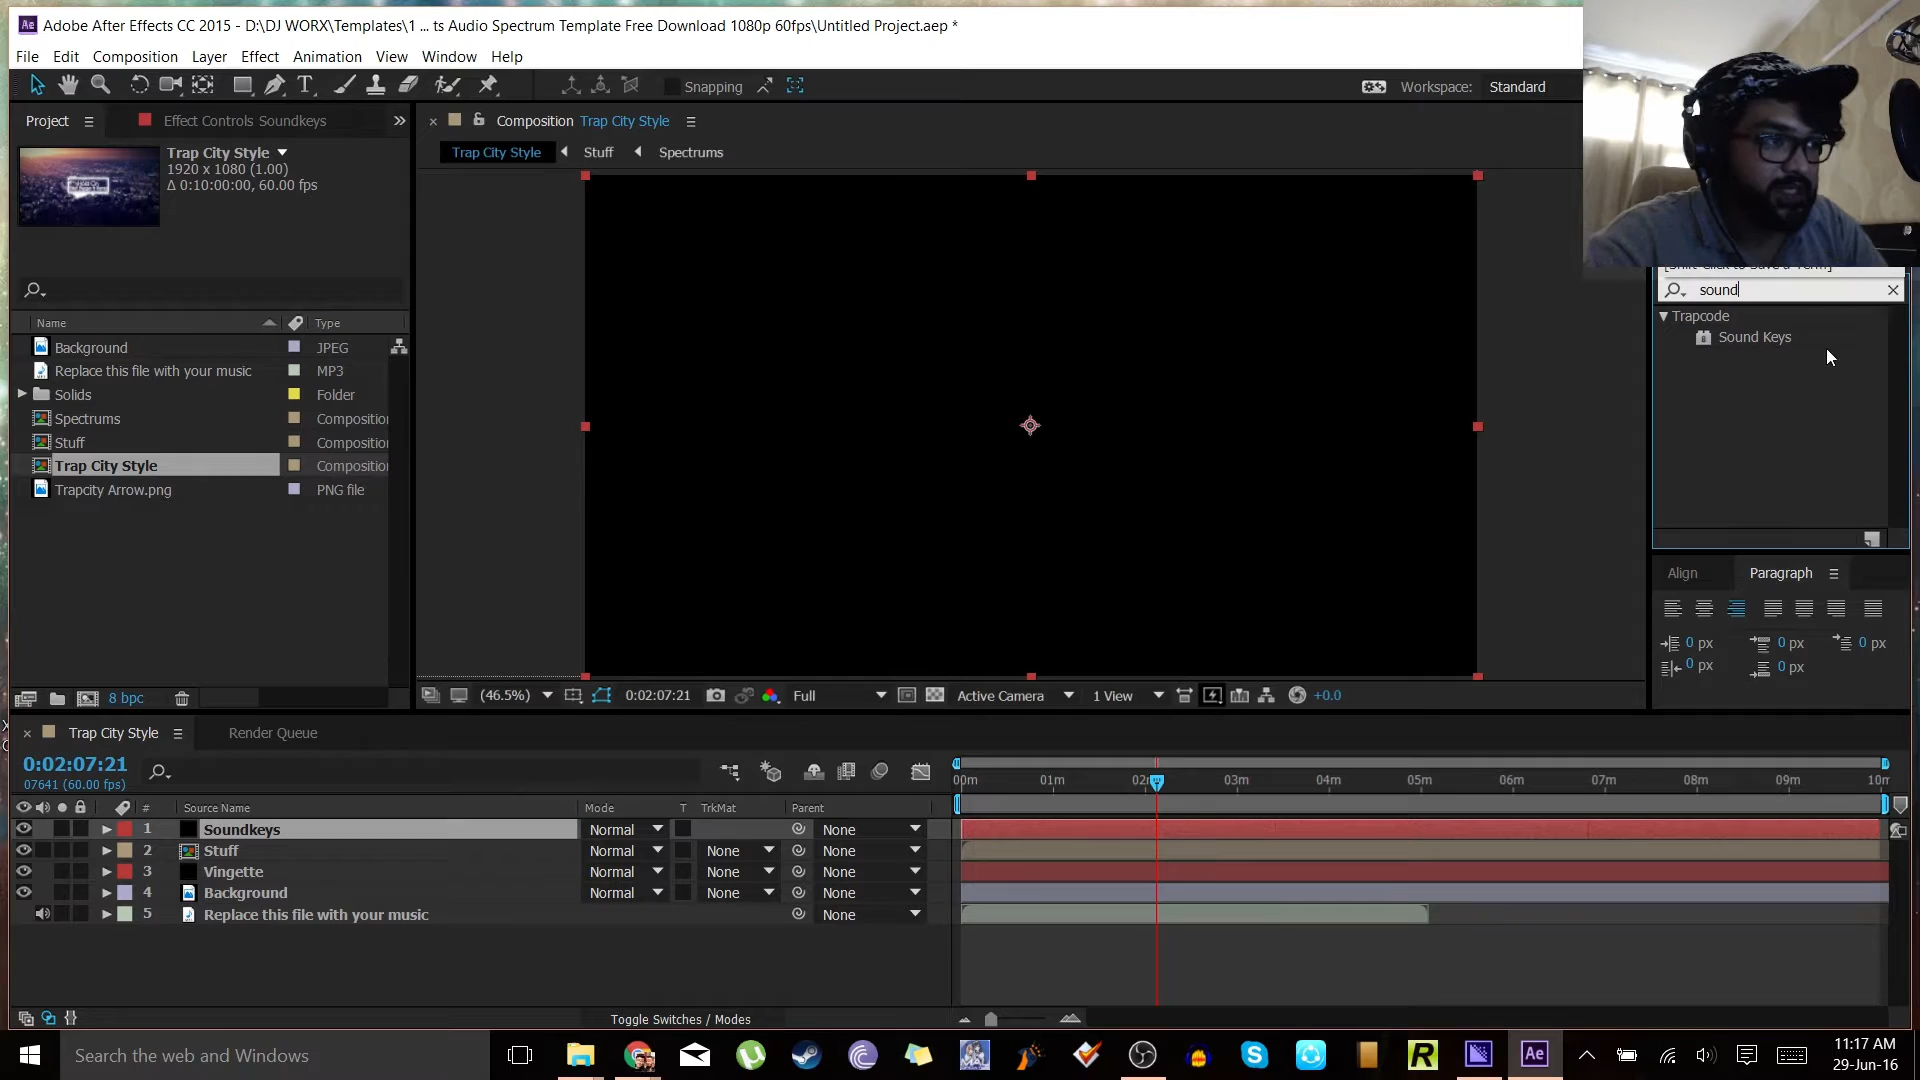 Adobe After Effects CC 2015 - D:\DJ WORX\Templates\1 ... ts Audio Spectrum Template Free Download 1080p 60fps\Untitled Project.aep *
File Edit Composition Layer Effect Animation View Window Help
Snapping
Workspace: Standard
Project
Effect Controls Soundkeys
Composition Trap City Style
Trap City Style
1920 x 1080 (1.00)
Δ 0:10:00:00, 60.00 fps
Trap City Style Stuff Spectrums
sound
Trapcode
Sound Keys
Name Type
Background JPEG
Replace this file with your music MP3
Solids Folder
Spectrums Compositio
Stuff Compositio
Trap City Style Compositio
Trapcity Arrow.png PNG file
8 bpc
(46.5%) 0:02:07:21 Full Active Camera 1 View +0.0
Align Paragraph
0 px 0 px 0 px
0 px 0 px
Trap City Style Render Queue
0:02:07:21
07641 (60.00 fps)
00m 01m 02 03m 04m 05m 06m 07m 08m 09m 10m
# Source Name Mode T TrkMat Parent
1 Soundkeys Normal None
2 Stuff Normal None None
3 Vingette Normal None None
4 Background Normal None None
5 Replace this file with your music None
Toggle Switches / Modes
Search the web and Windows
Ae
11:17 AM
29-Jun-16